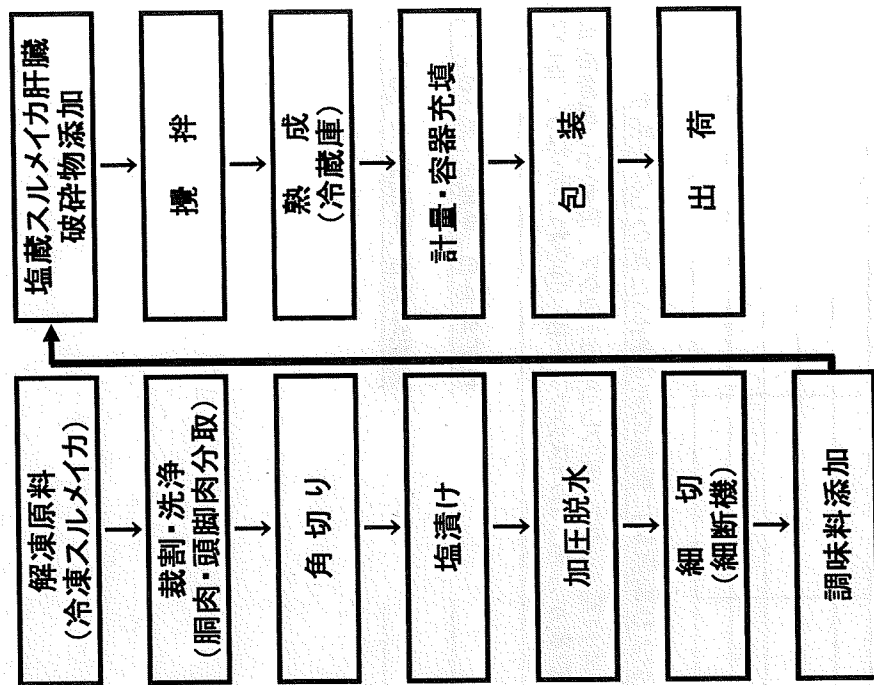 解凍原料
（冷凍スルメイカ）
↓
裁割・洗浄
（胴肉・頭脚肉分取）
↓
角切り
↓
塩漬け
↓
加圧脱水
↓
細　切
（細断機）
↓
調味料添加
塩蔵スルメイカ肝臓
破砕物添加
↓
攪　拌
↓
熟　成
（冷蔵庫）
↓
計量・容器充填
↓
包　装
↓
出　荷